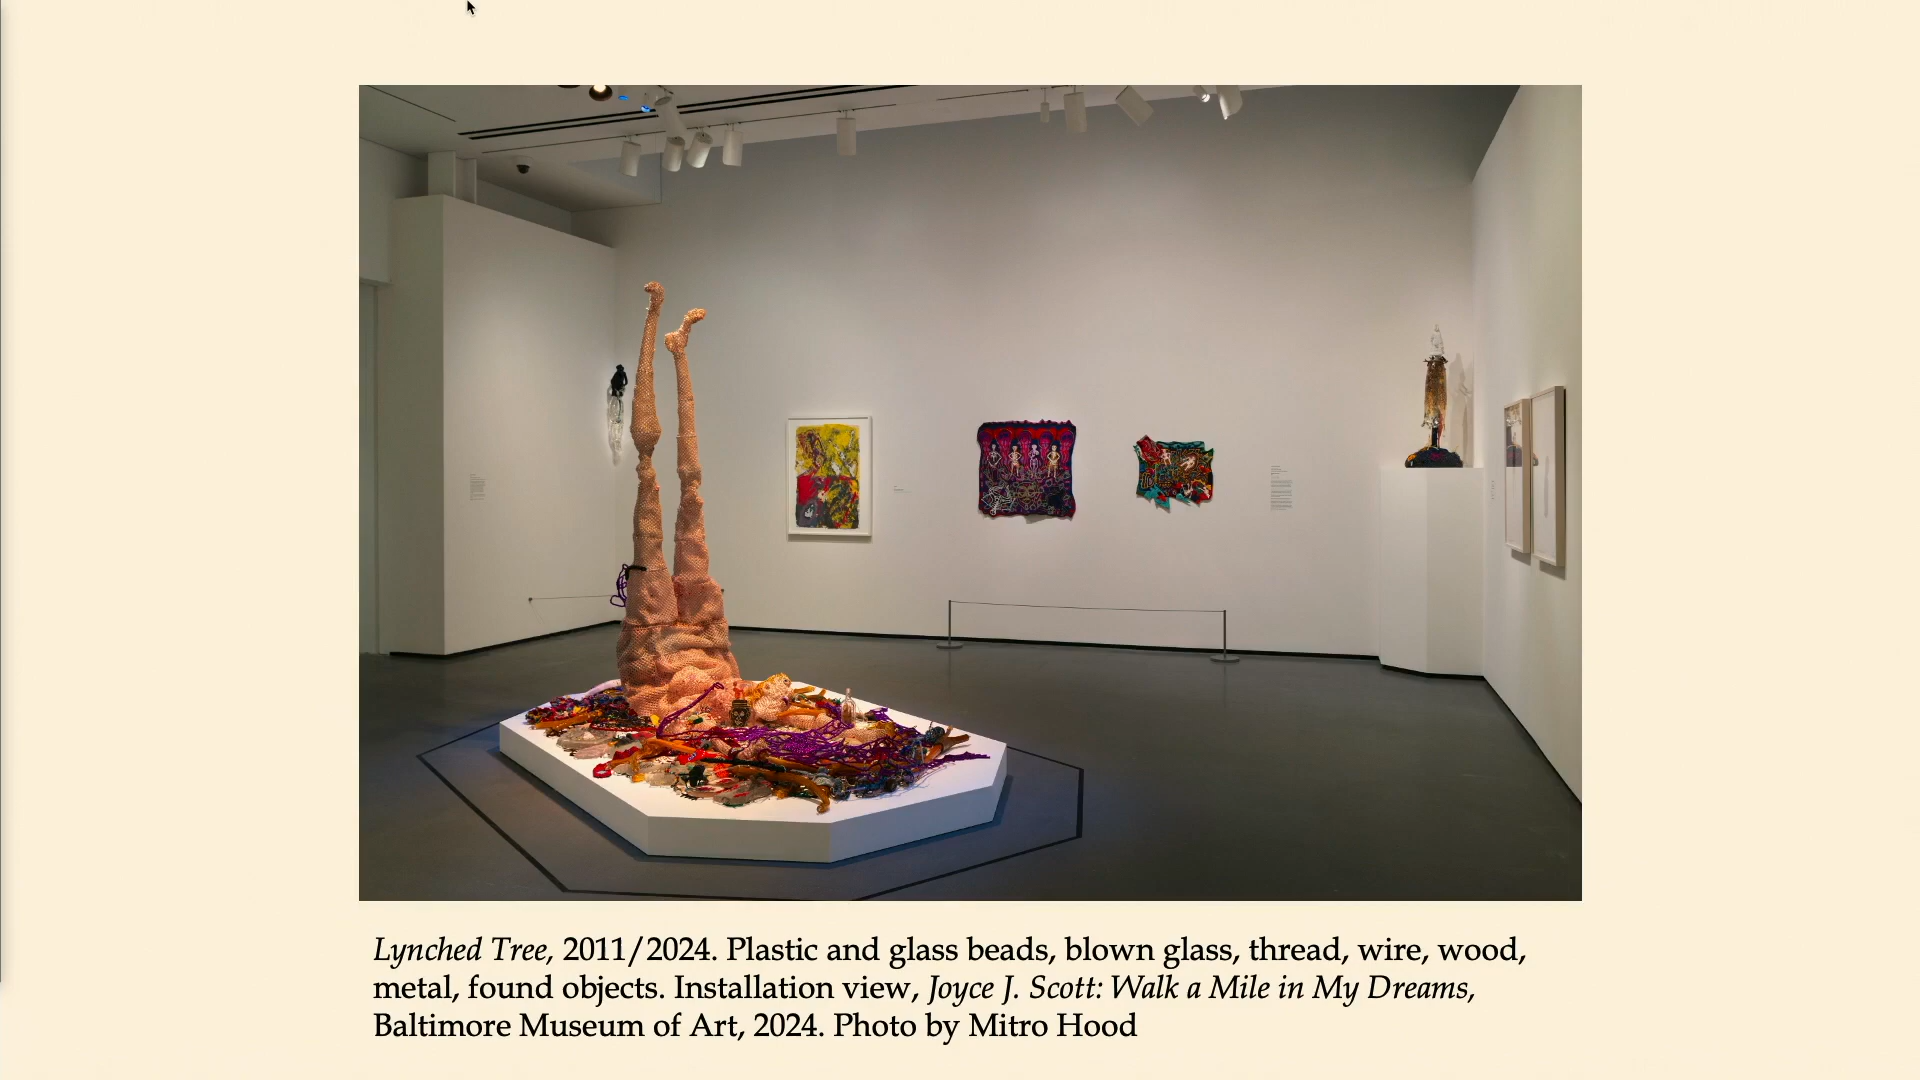 Lynched Tree, 2011/2024. Plastic and glass beads, blown glass, thread, wire, wood,
metal, found objects. Installation view, Joyce J. Scott: Walk a Mile in My Dreams,
Baltimore Museum of Art, 2024. Photo by Mitro Hood